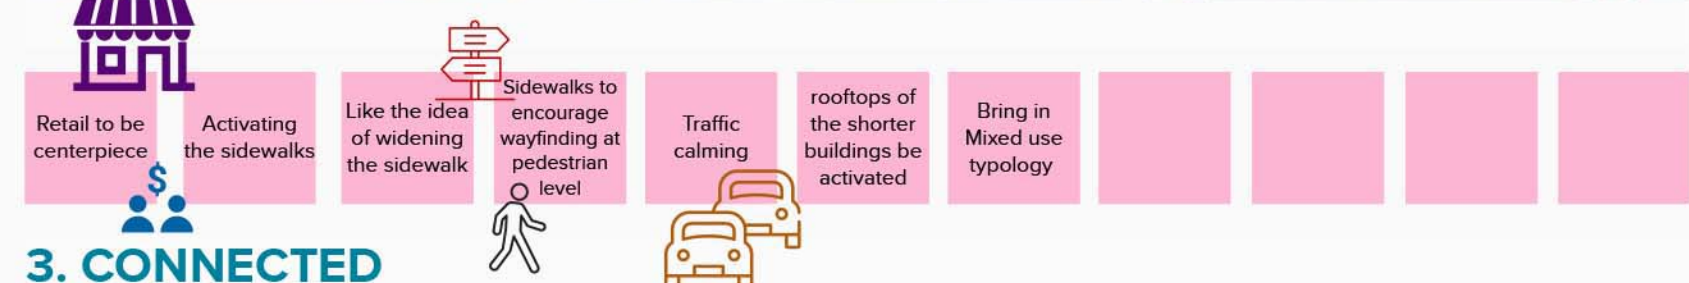 Retail to be
centerpiece
Activating
the sidewalks
Like the idea
of widening
the sidewalk
Sidewalks to
encourage
wayfinding at
pedestrian
level
Traffic
calming
rooftops of
the shorter
buildings be
activated
Bring in
Mixed use
typology
$
3. CONNECTED